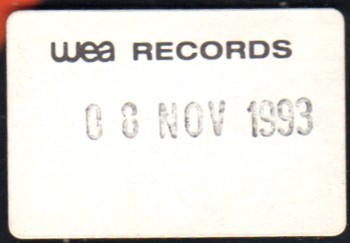 wea RECORDS
08 NOV 1993